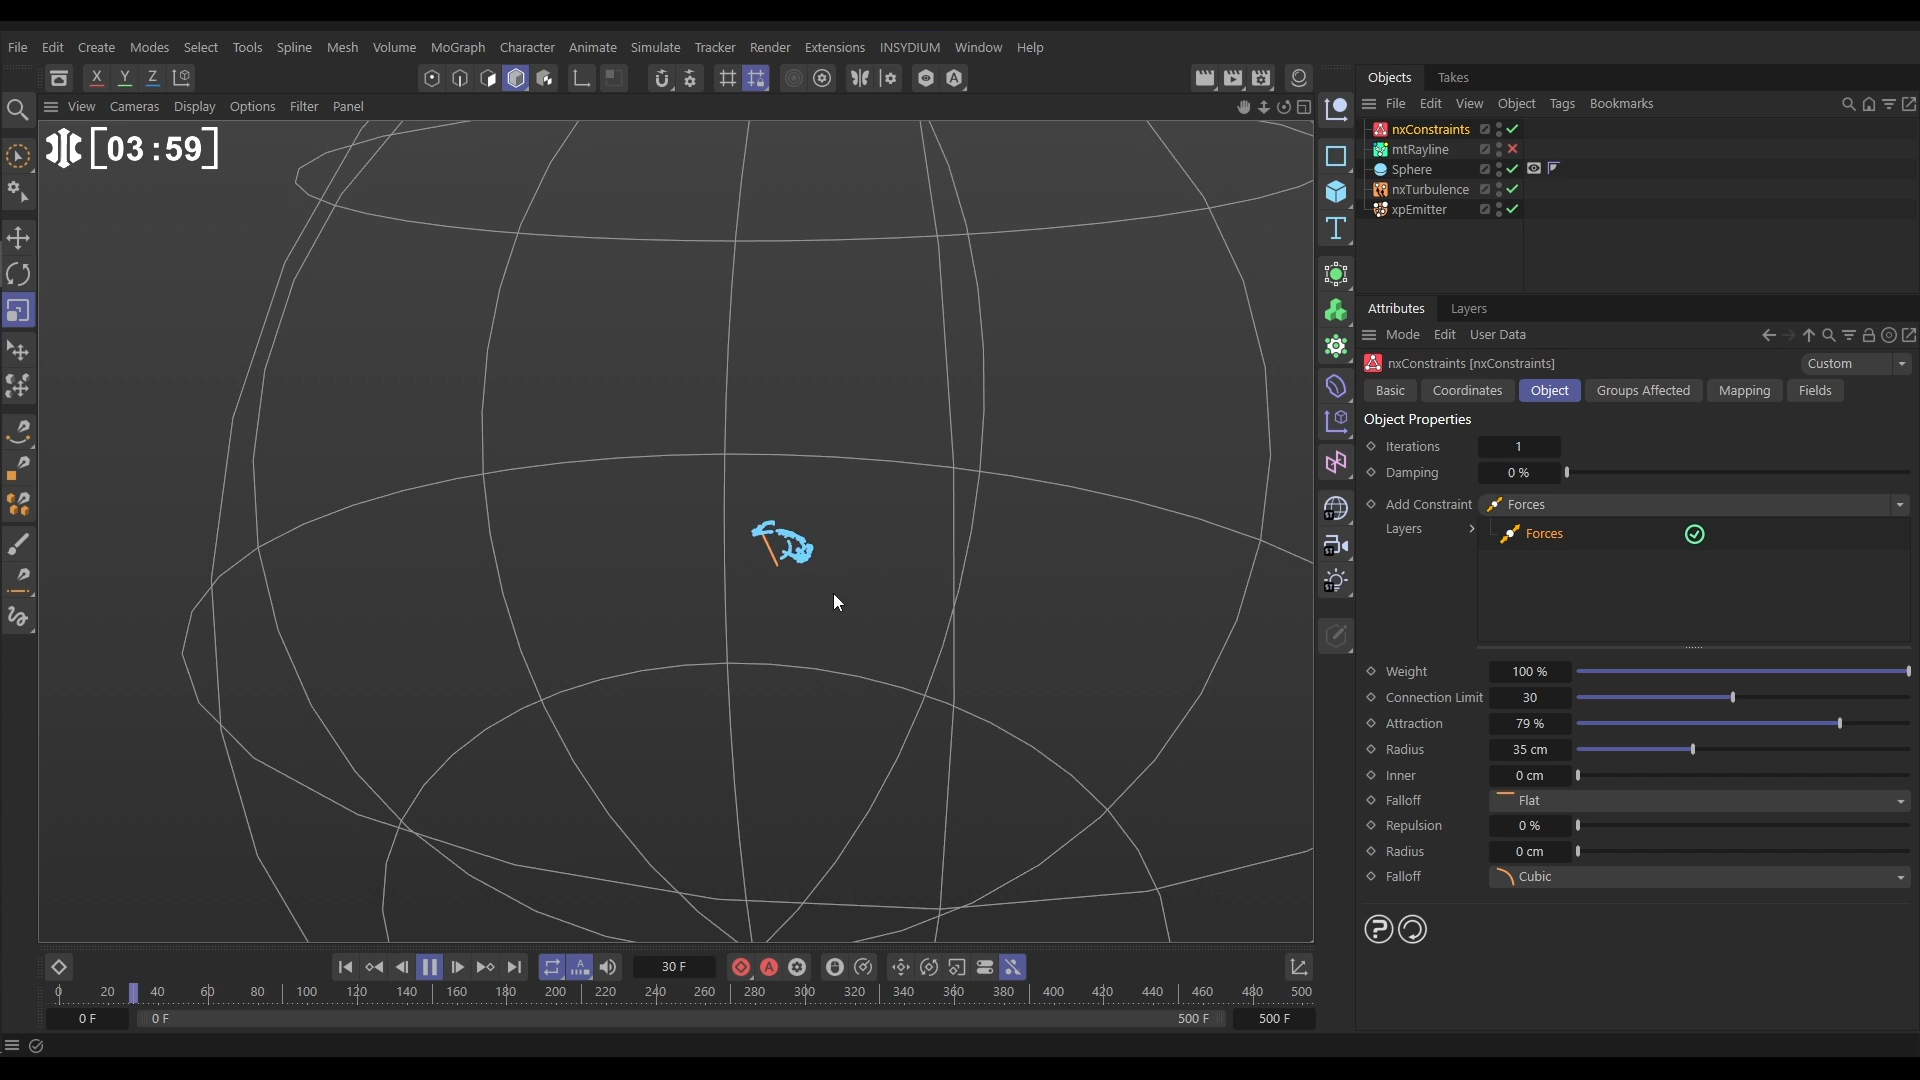 File Edit Create Modes Select Tools Spline Mesh Volume MoGraph Character Animate Simulate Tracker Render Extensions INSYDIUM Window Help
X Y Z
View Cameras Display Options Filter Panel
[03:59]
Objects Takes
File Edit View Object Tags Bookmarks
nxConstraints
mtRayline
Sphere
nxTurbulence
xpEmitter
Attributes Layers
Mode Edit User Data
nxConstraints [nxConstraints] Custom
Basic Coordinates Object Groups Affected Mapping Fields
Object Properties
Iterations 1
Damping 0 %
Add Constraint Forces
Layers Forces
Weight 100 %
Connection Limit 30
Attraction 79 %
Radius 35 cm
Inner 0 cm
Falloff Flat
Repulsion 0 %
Radius 0 cm
Falloff Cubic
30 F
0 20 40 60 80 100 120 140 160 180 200 220 240 260 280 300 320 340 360 380 400 420 440 460 480 500
0 F 0 F 500 F 500 F